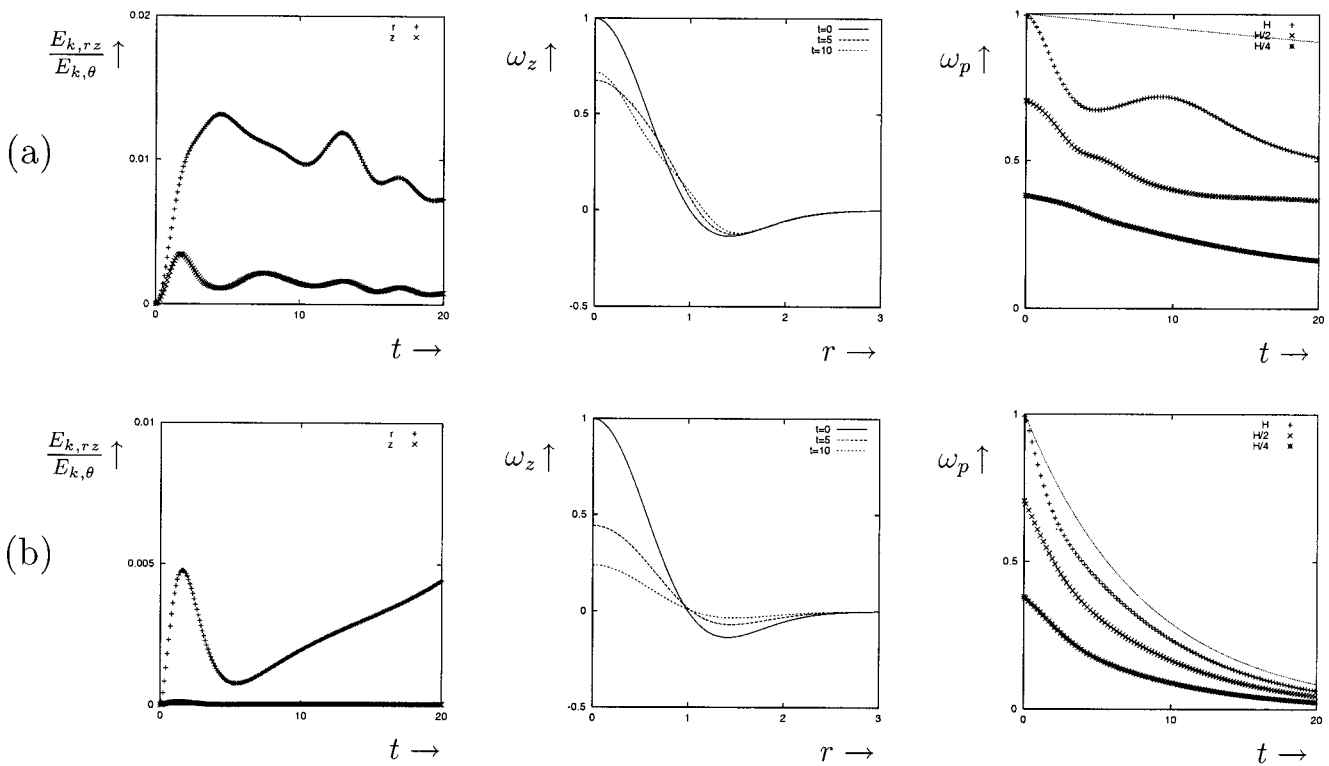 (a)
E_{k,rz} / E_{k,θ} ↑
0.02
0.01
0
0 10 20
r +
z ×
t →
ω_z ↑
1
0.5
0
-0.5
0 1 2 3
t=0
t=5
t=10
r →
ω_p ↑
1
0.5
0
0 10 20
H +
H/2 ×
H/4 ✱
t →
(b)
E_{k,rz} / E_{k,θ} ↑
0.01
0.005
0
0 10 20
r +
z ×
t →
ω_z ↑
1
0.5
0
-0.5
0 1 2 3
t=0
t=5
t=10
r →
ω_p ↑
1
0.5
0
0 10 20
H +
H/2 ×
H/4 ✱
t →